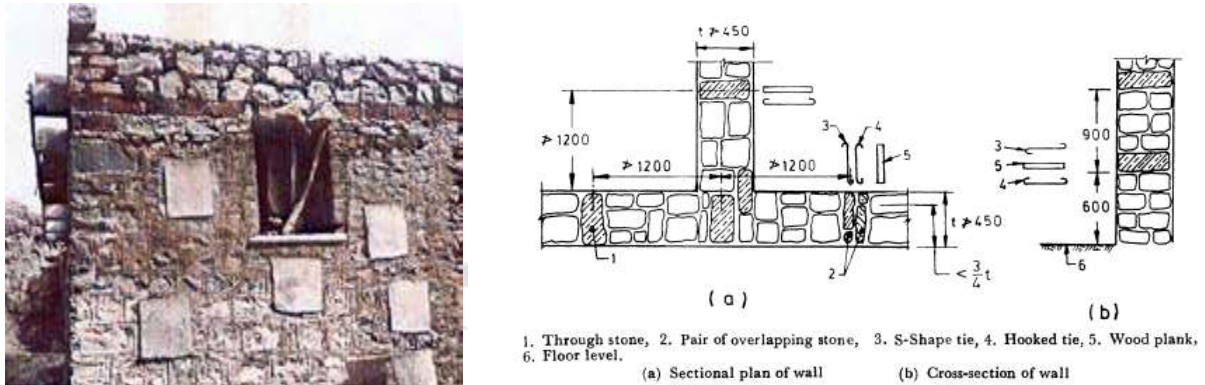 t ≯ 450
≯ 1200
≯ 1200
≯ 1200
3
4
5
t ≯ 450
< 3/4 t
1
2
(a)
3
5
4
900
600
6
(b)
1. Through stone, 2. Pair of overlapping stone, 3. S-Shape tie, 4. Hooked tie, 5. Wood plank,
6. Floor level.
(a) Sectional plan of wall
(b) Cross-section of wall